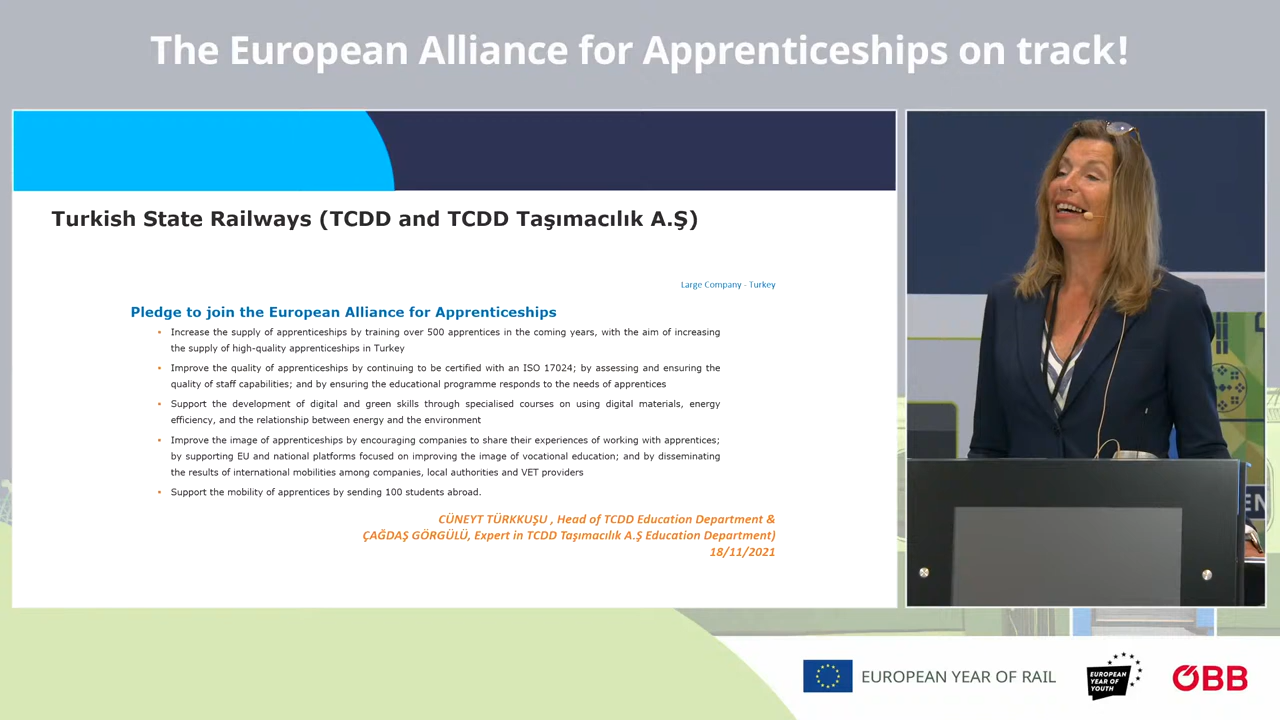 The European Alliance for Apprenticeships on track!
Turkish State Railways (TCDD and TCDD Taşımacılık A.Ş)
Large Company - Turkey
Pledge to join the European Alliance for Apprenticeships
▪ Increase the supply of apprenticeships by training over 500 apprentices in the coming years, with the aim of increasing
the supply of high-quality apprenticeships in Turkey
▪ Improve the quality of apprenticeships by continuing to be certified with an ISO 17024; by assessing and ensuring the
quality of staff capabilities; and by ensuring the educational programme responds to the needs of apprentices
▪ Support the development of digital and green skills through specialised courses on using digital materials, energy
efficiency, and the relationship between energy and the environment
▪ Improve the image of apprenticeships by encouraging companies to share their experiences of working with apprentices;
by supporting EU and national platforms focused on improving the image of vocational education; and by disseminating
the results of international mobilities among companies, local authorities and VET providers
▪ Support the mobility of apprentices by sending 100 students abroad.
CÜNEYT TÜRKKUŞU , Head of TCDD Education Department &
ÇAĞDAŞ GÖRGÜLÜ, Expert in TCDD Taşımacılık A.Ş Education Department)
18/11/2021
EN
EUROPEAN YEAR OF RAIL
EUROPEAN
YEAR OF
YOUTH
ÖBB